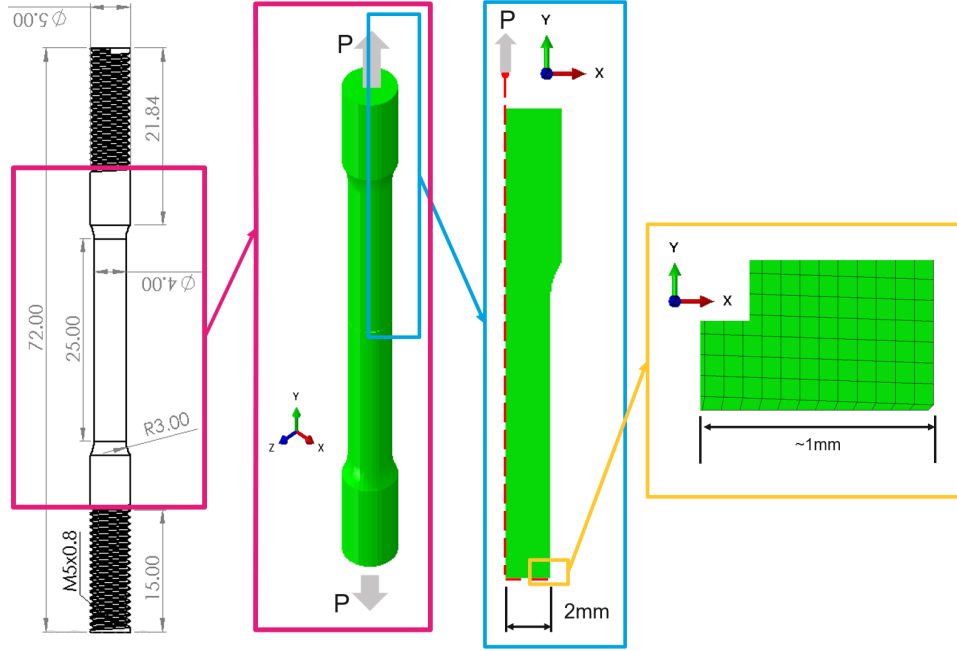 Ø 5.00
21.84
72.00
25.00
Ø 4.00
R3.00
M5x0.8
15.00
P
Y
Z
X
P
P
Y
X
2mm
Y
X
~1mm